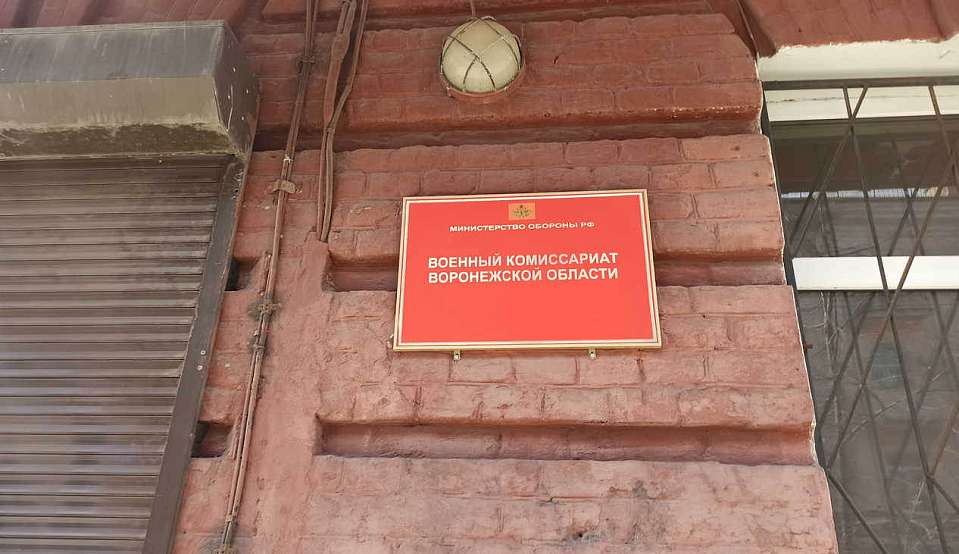 МИНИСТЕРСТВО ОБОРОНЫ РФ
ВОЕННЫЙ КОМИССАРИАТ
ВОРОНЕЖСКОЙ ОБЛАСТИ